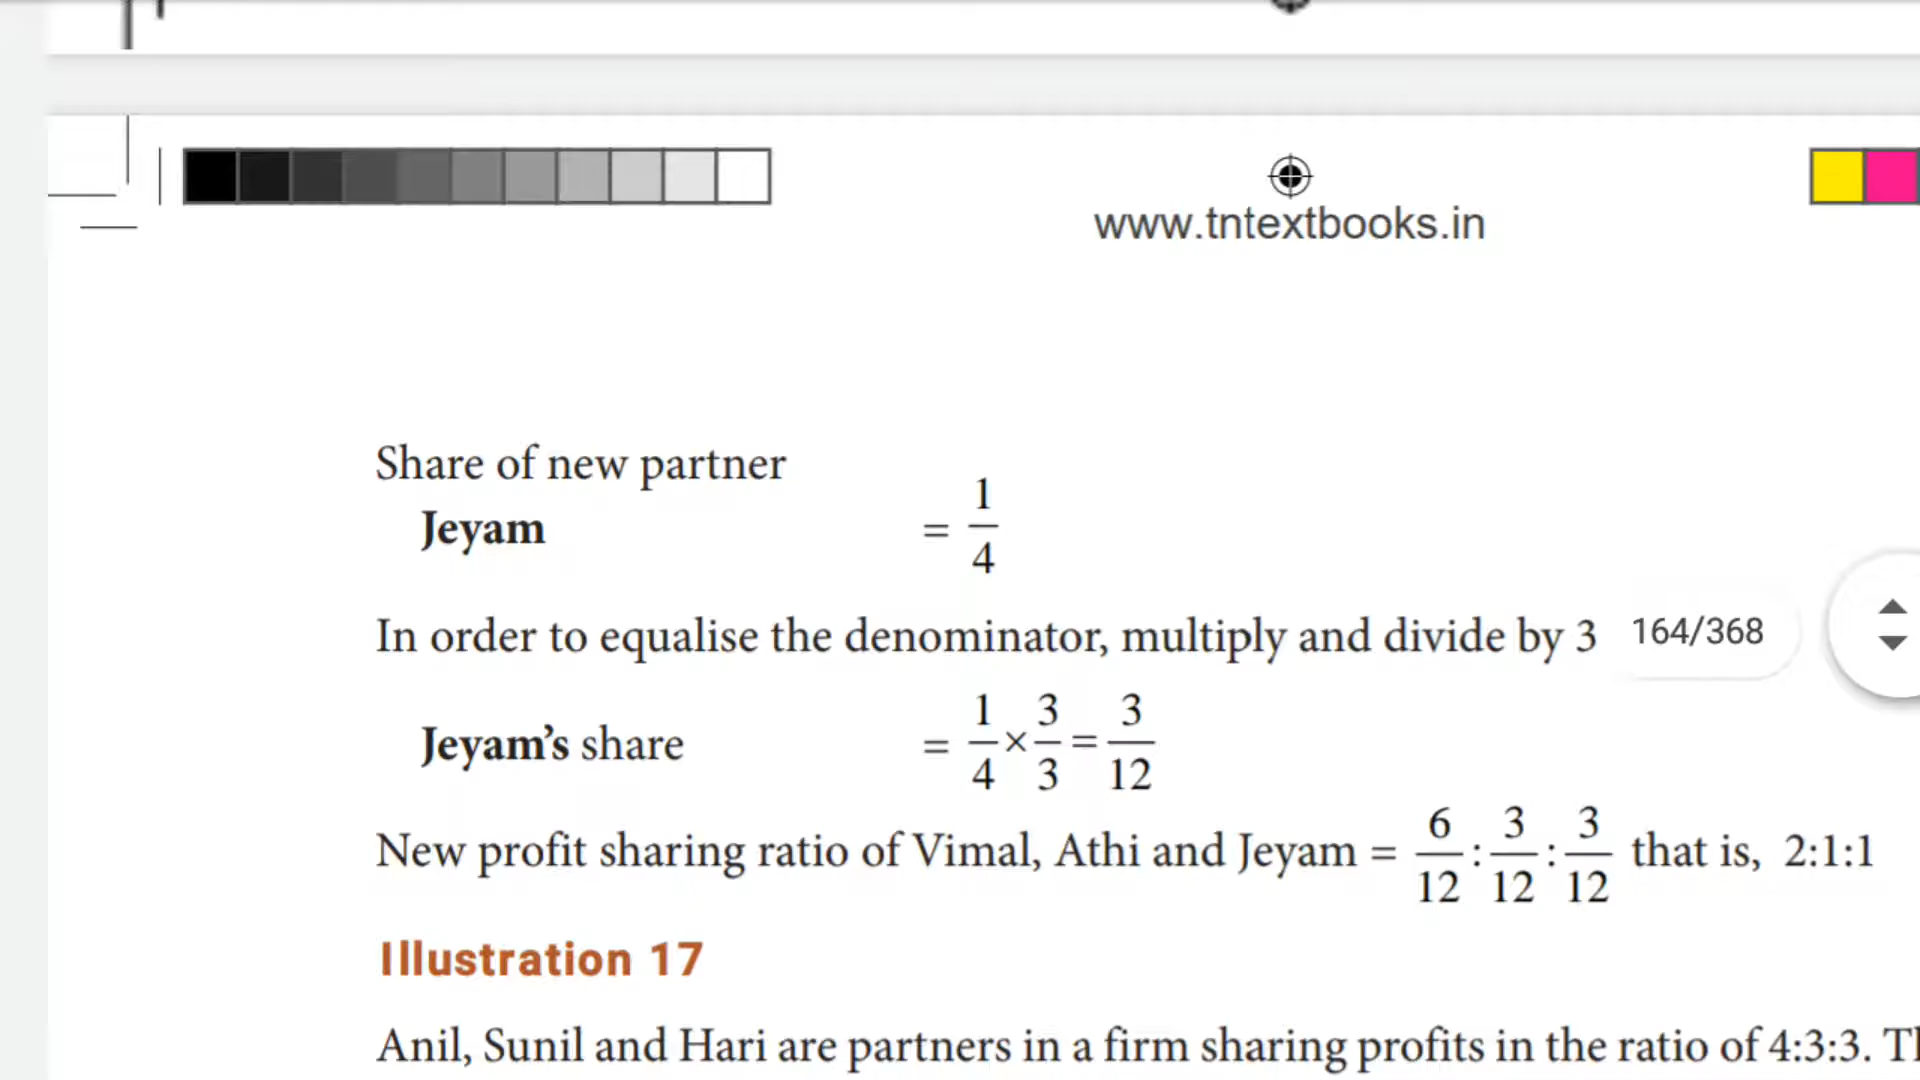 www.tntextbooks.in
Share of new partner
Jeyam = 1/4
In order to equalise the denominator, multiply and divide by 3
164/368
Jeyam's share = 1/4 × 3/3 = 3/12
New profit sharing ratio of Vimal, Athi and Jeyam = 6/12 : 3/12 : 3/12 that is, 2:1:1
Illustration 17
Anil, Sunil and Hari are partners in a firm sharing profits in the ratio of 4:3:3.